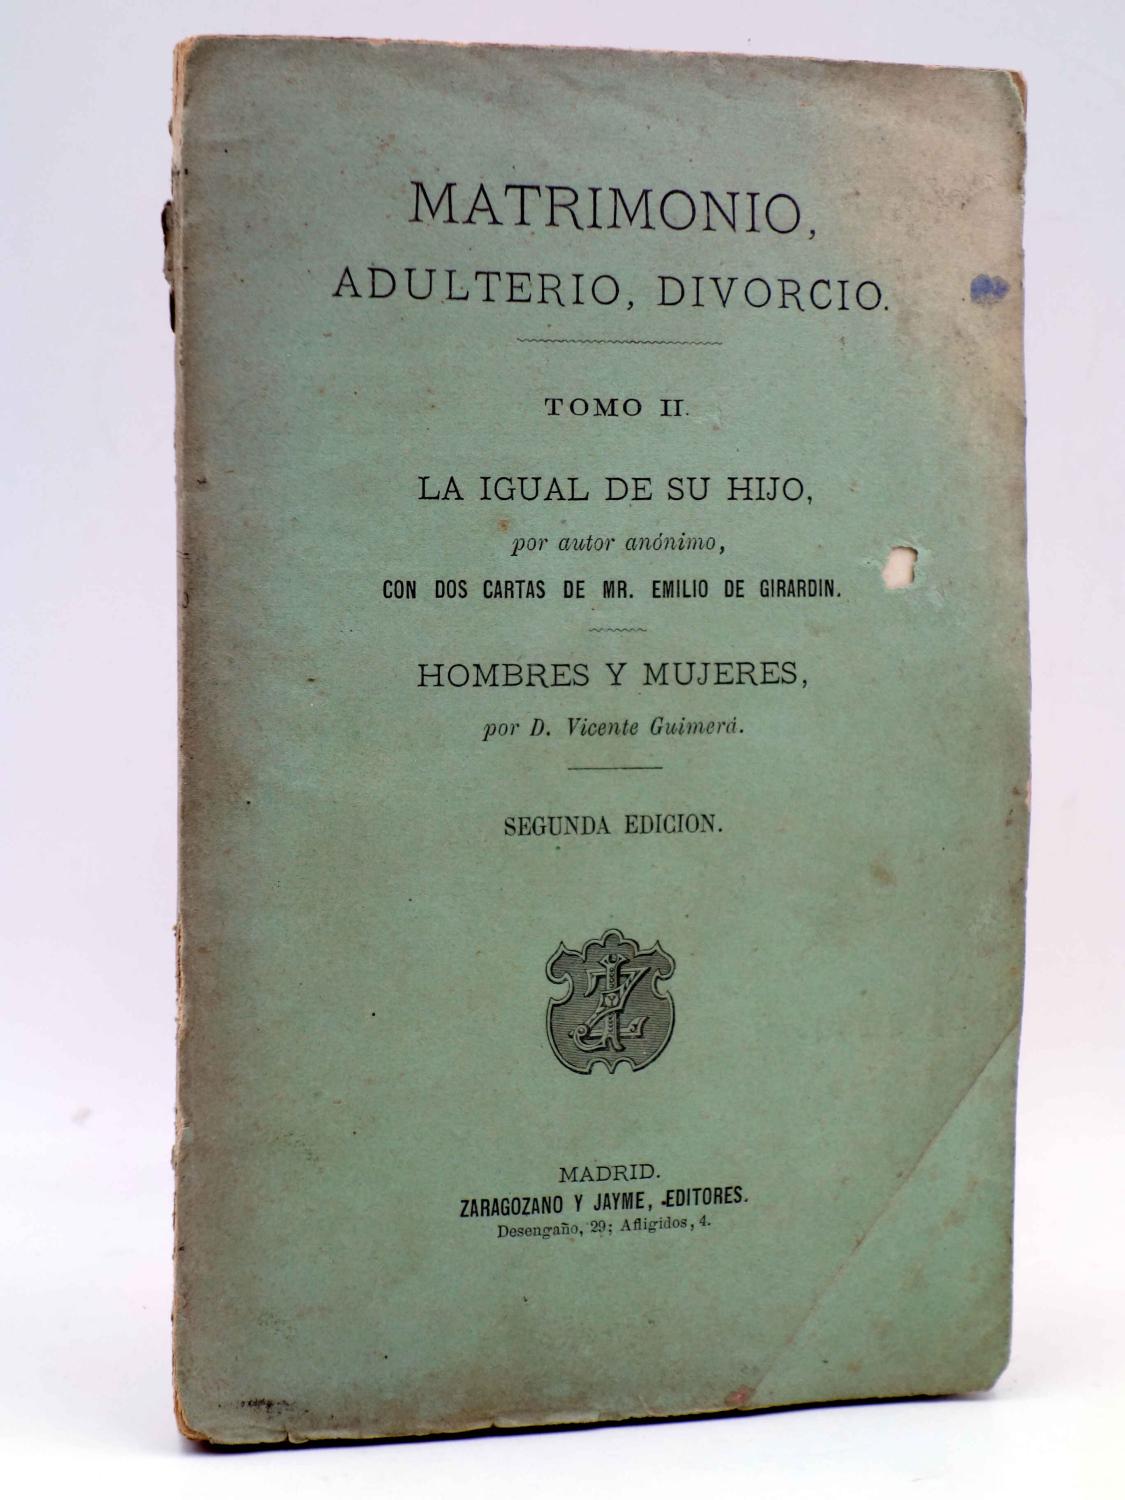 MATRIMONIO,
ADULTERIO, DIVORCIO.
TOMO II.
LA IGUAL DE SU HIJO,
por autor anónimo,
CON DOS CARTAS DE MR. EMILIO DE GIRARDIN.
HOMBRES Y MUJERES,
por D. Vicente Guimerá.
SEGUNDA EDICION.
Z Y J
MADRID.
ZARAGOZANO Y JAYME, EDITORES.
Desengaño, 29; Afligidos, 4.